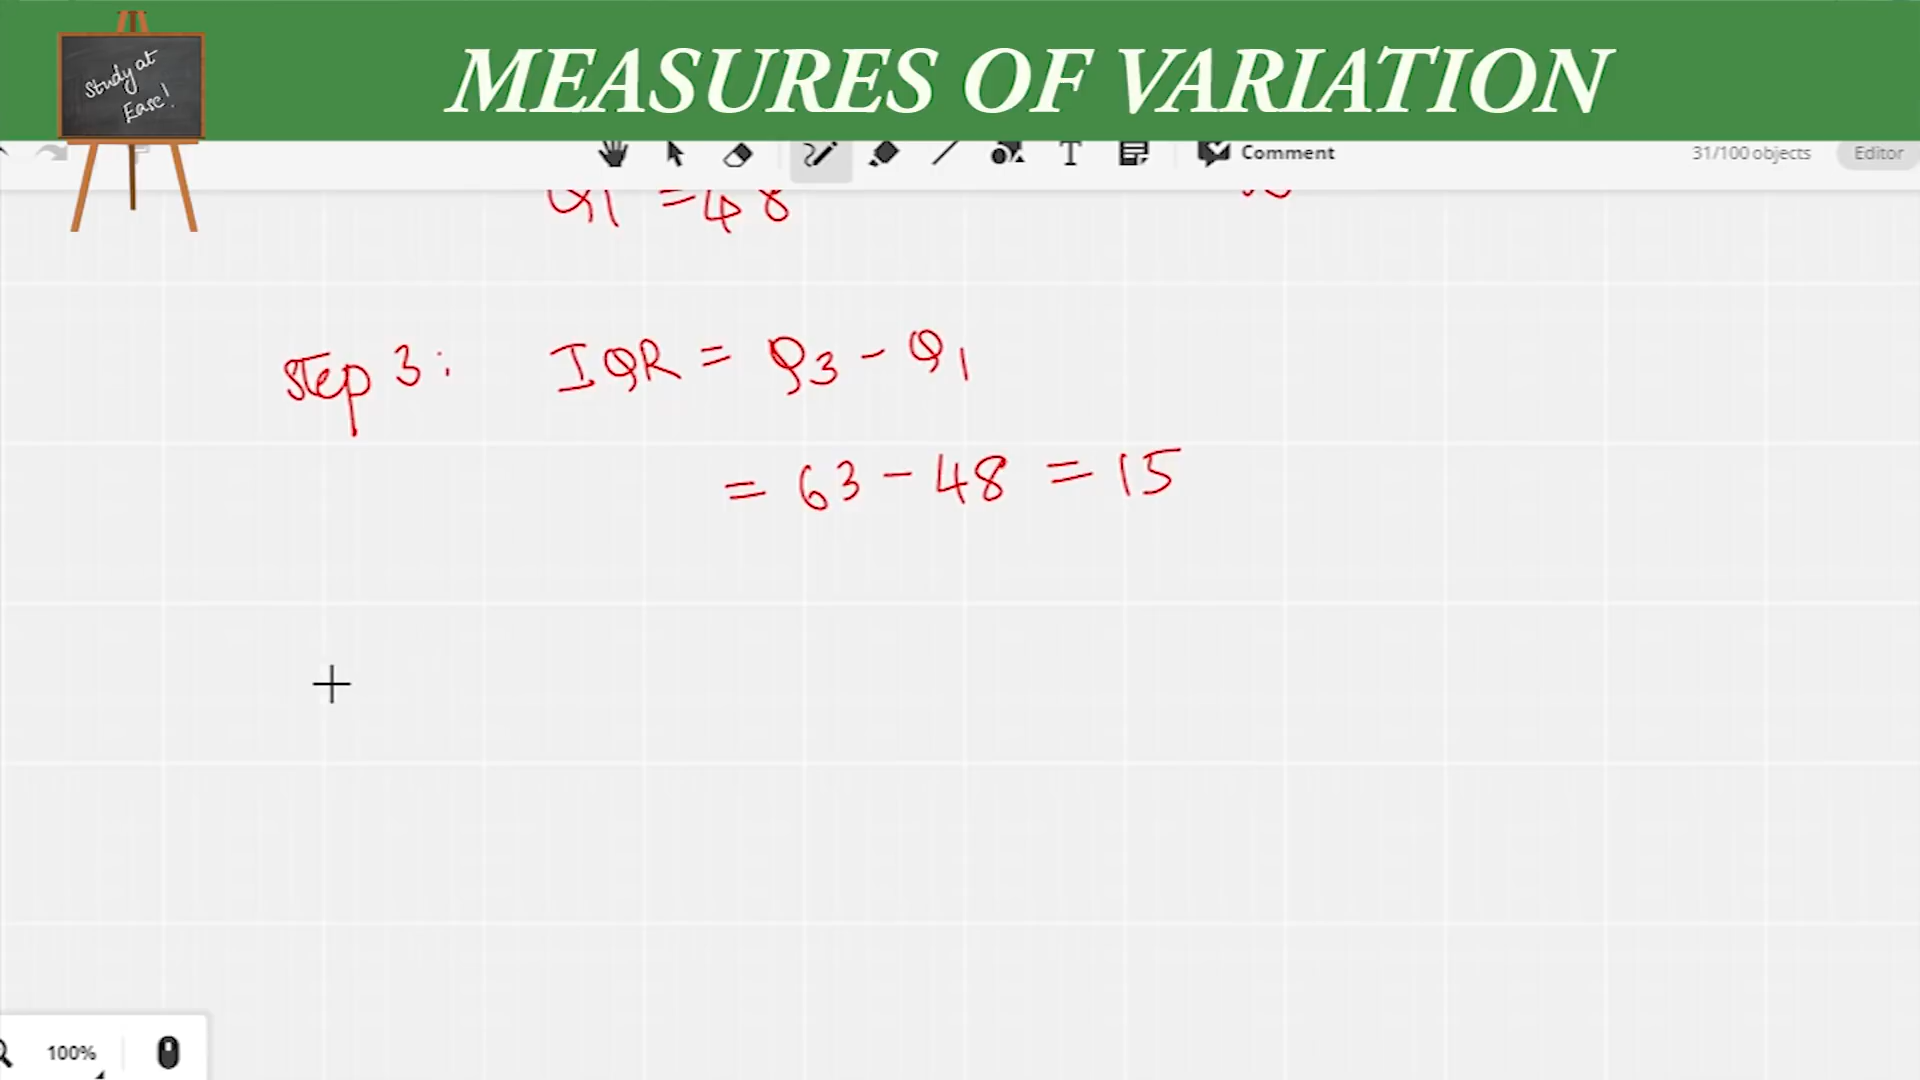 MEASURES OF VARIATION
Study at
Ease!
Comment
31/100 objects
Editor
Q1 = 48
Step 3: IQR = Q3 - Q1
= 63 - 48 = 15
100%